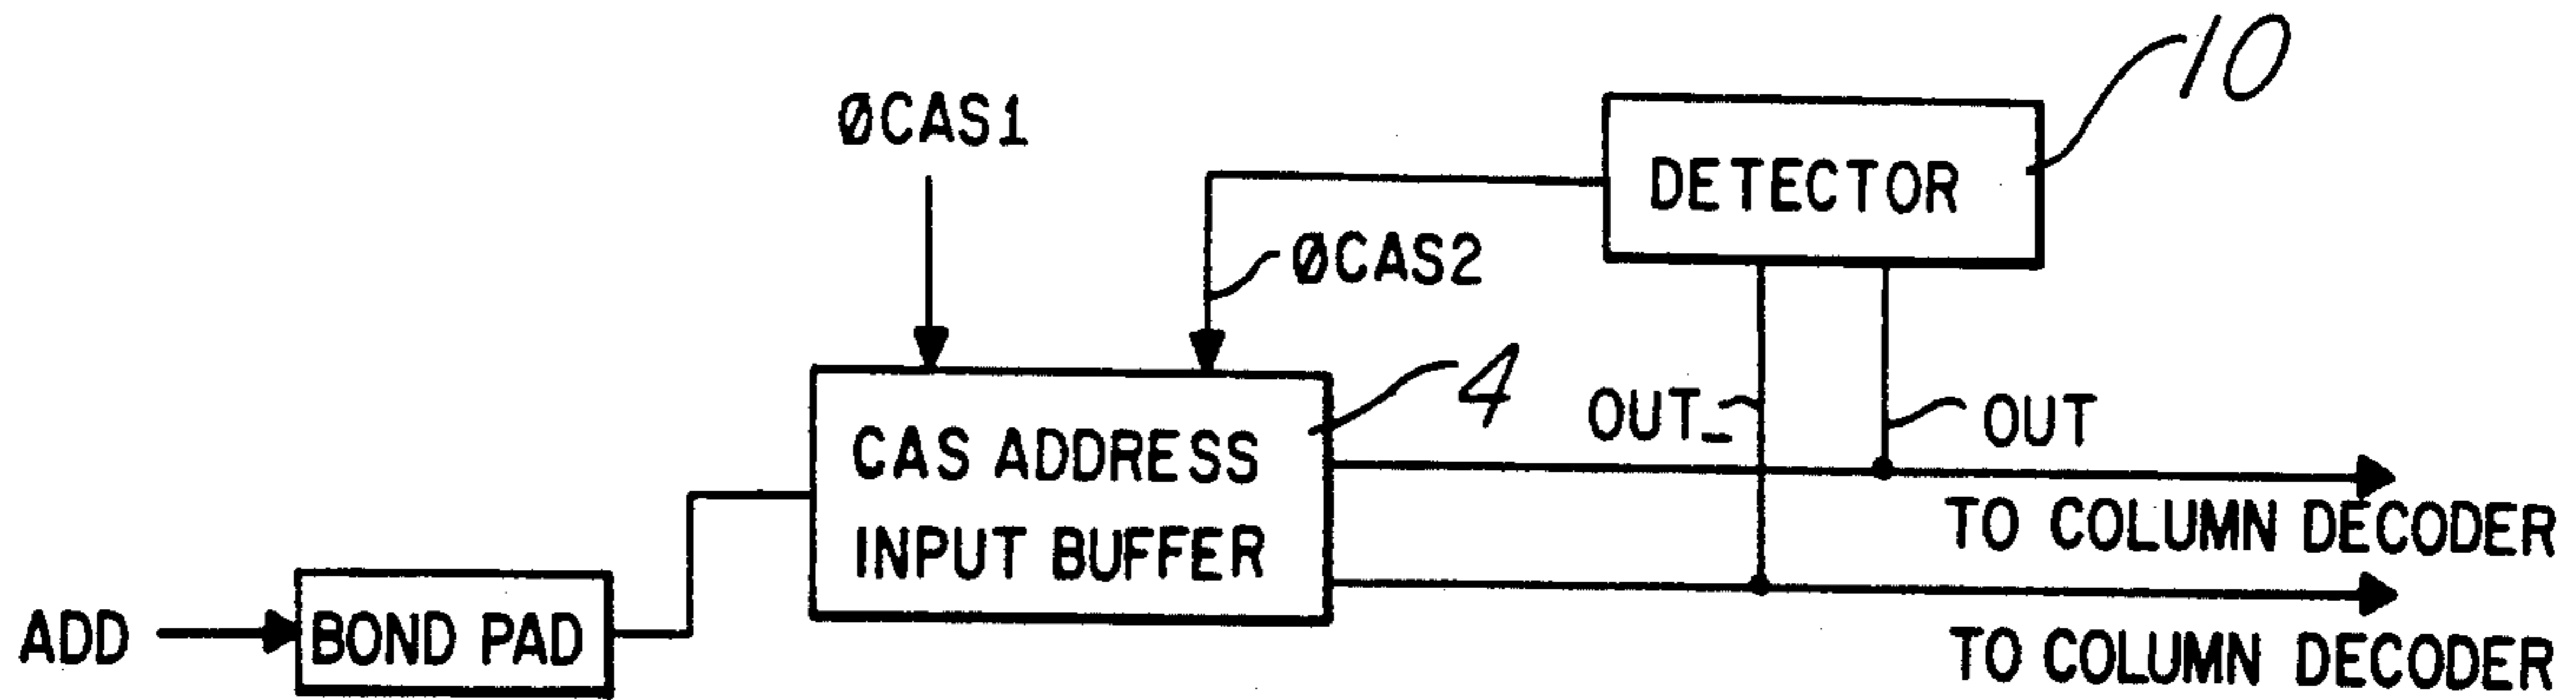 10
ØCAS1
DETECTOR
ØCAS2
4
OUT_
OUT
CAS ADDRESS
INPUT BUFFER
TO COLUMN DECODER
ADD
BOND PAD
TO COLUMN DECODER